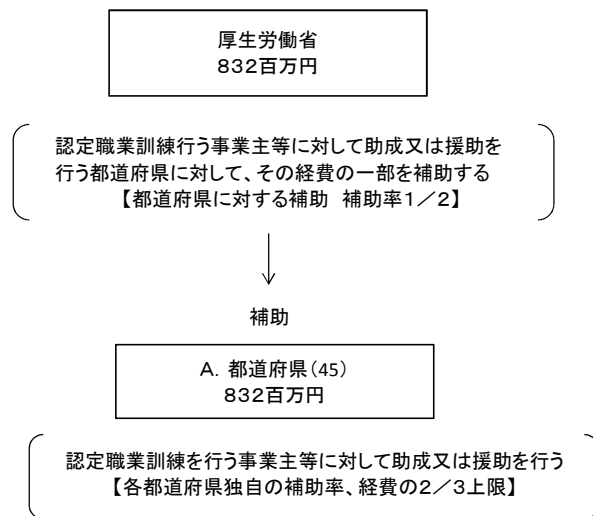 厚生労働省
832百万円
認定職業訓練行う事業主等に対して助成又は援助を
行う都道府県に対して、その経費の一部を補助する
【都道府県に対する補助 補助率1/2】
補助
A. 都道府県(45)
832百万円
認定職業訓練を行う事業主等に対して助成又は援助を行う
【各都道府県独自の補助率、経費の2/3上限】